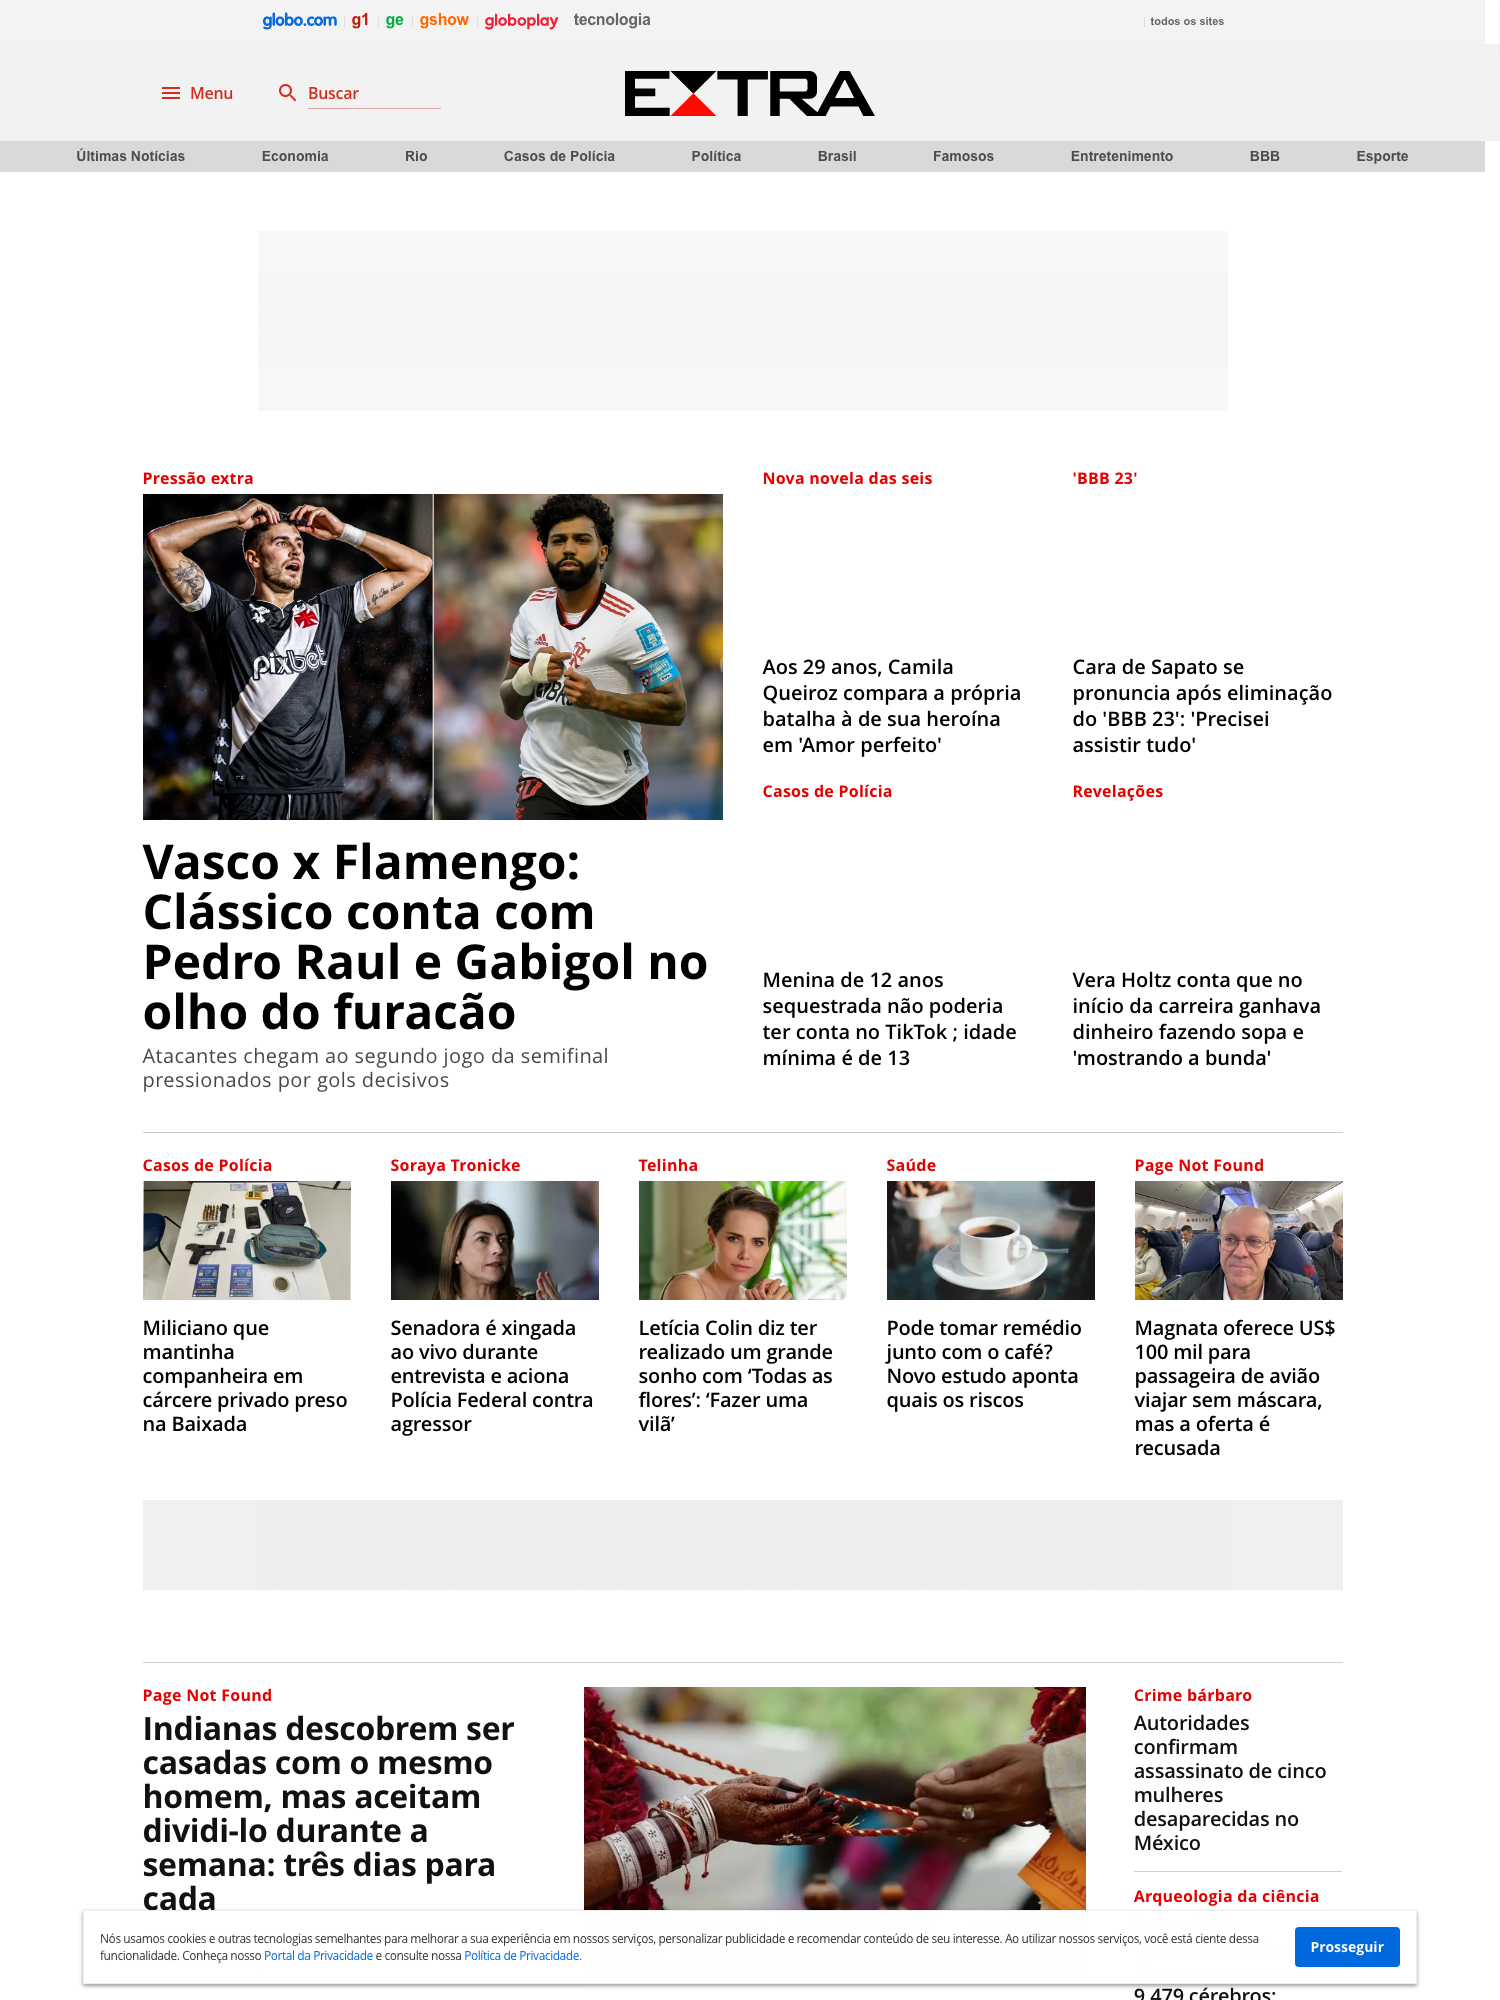 globo.com g1 ge gshow globoplay tecnologia todos os sites
Menu Buscar EXTRA
Últimas Notícias Economia Rio Casos de Polícia Política Brasil Famosos Entretenimento BBB Esporte
Pressão extra
pixbet
Vasco x Flamengo:
Clássico conta com
Pedro Raul e Gabigol no
olho do furacão
Atacantes chegam ao segundo jogo da semifinal
pressionados por gols decisivos
Nova novela das seis
Aos 29 anos, Camila
Queiroz compara a própria
batalha à de sua heroína
em 'Amor perfeito'
'BBB 23'
Cara de Sapato se
pronuncia após eliminação
do 'BBB 23': 'Precisei
assistir tudo'
Casos de Polícia
Menina de 12 anos
sequestrada não poderia
ter conta no TikTok ; idade
mínima é de 13
Revelações
Vera Holtz conta que no
início da carreira ganhava
dinheiro fazendo sopa e
'mostrando a bunda'
Casos de Polícia
Miliciano que
mantinha
companheira em
cárcere privado preso
na Baixada
Soraya Tronicke
Senadora é xingada
ao vivo durante
entrevista e aciona
Polícia Federal contra
agressor
Telinha
Letícia Colin diz ter
realizado um grande
sonho com ‘Todas as
flores’: ‘Fazer uma
vilã’
Saúde
Pode tomar remédio
junto com o café?
Novo estudo aponta
quais os riscos
Page Not Found
Magnata oferece US$
100 mil para
passageira de avião
viajar sem máscara,
mas a oferta é
recusada
Page Not Found
Indianas descobrem ser
casadas com o mesmo
homem, mas aceitam
dividi-lo durante a
semana: três dias para
cada
Crime bárbaro
Autoridades
confirmam
assassinato de cinco
mulheres
desaparecidas no
México
Arqueologia da ciência
9.479 cérebros:
Nós usamos cookies e outras tecnologias semelhantes para melhorar a sua experiência em nossos serviços, personalizar publicidade e recomendar conteúdo de seu interesse. Ao utilizar nossos serviços, você está ciente dessa
funcionalidade. Conheça nosso Portal da Privacidade e consulte nossa Política de Privacidade.
Prosseguir